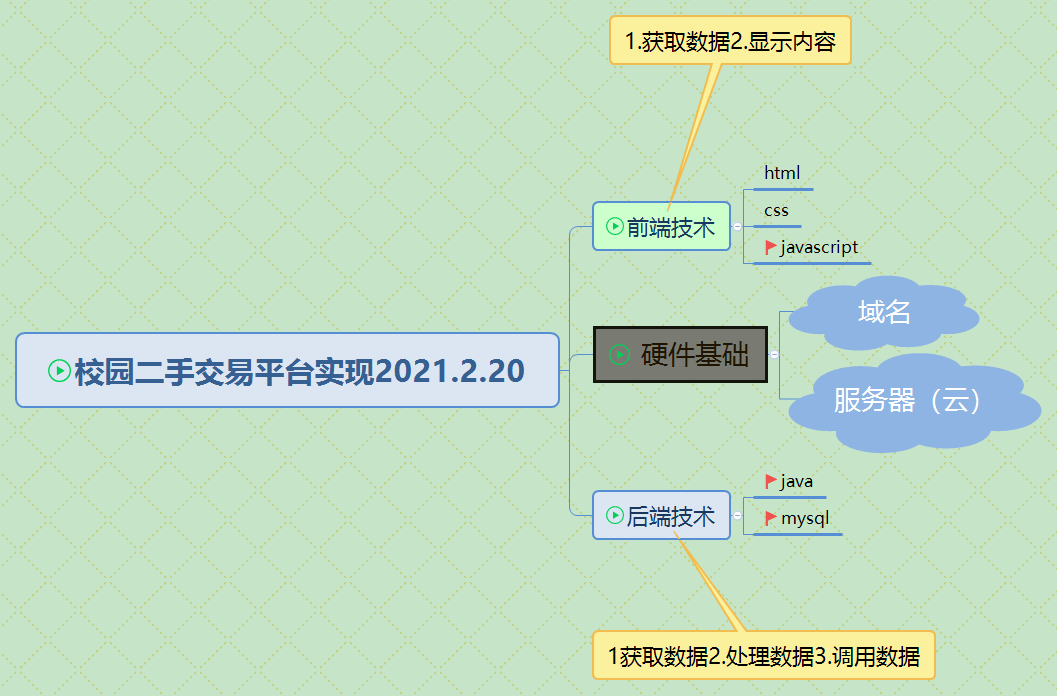 1.获取数据2.显示内容
html
css
前端技术
javascript
域名
硬件基础
校园二手交易平台实现2021.2.20
服务器（云）
java
后端技术
mysql
1获取数据2.处理数据3.调用数据